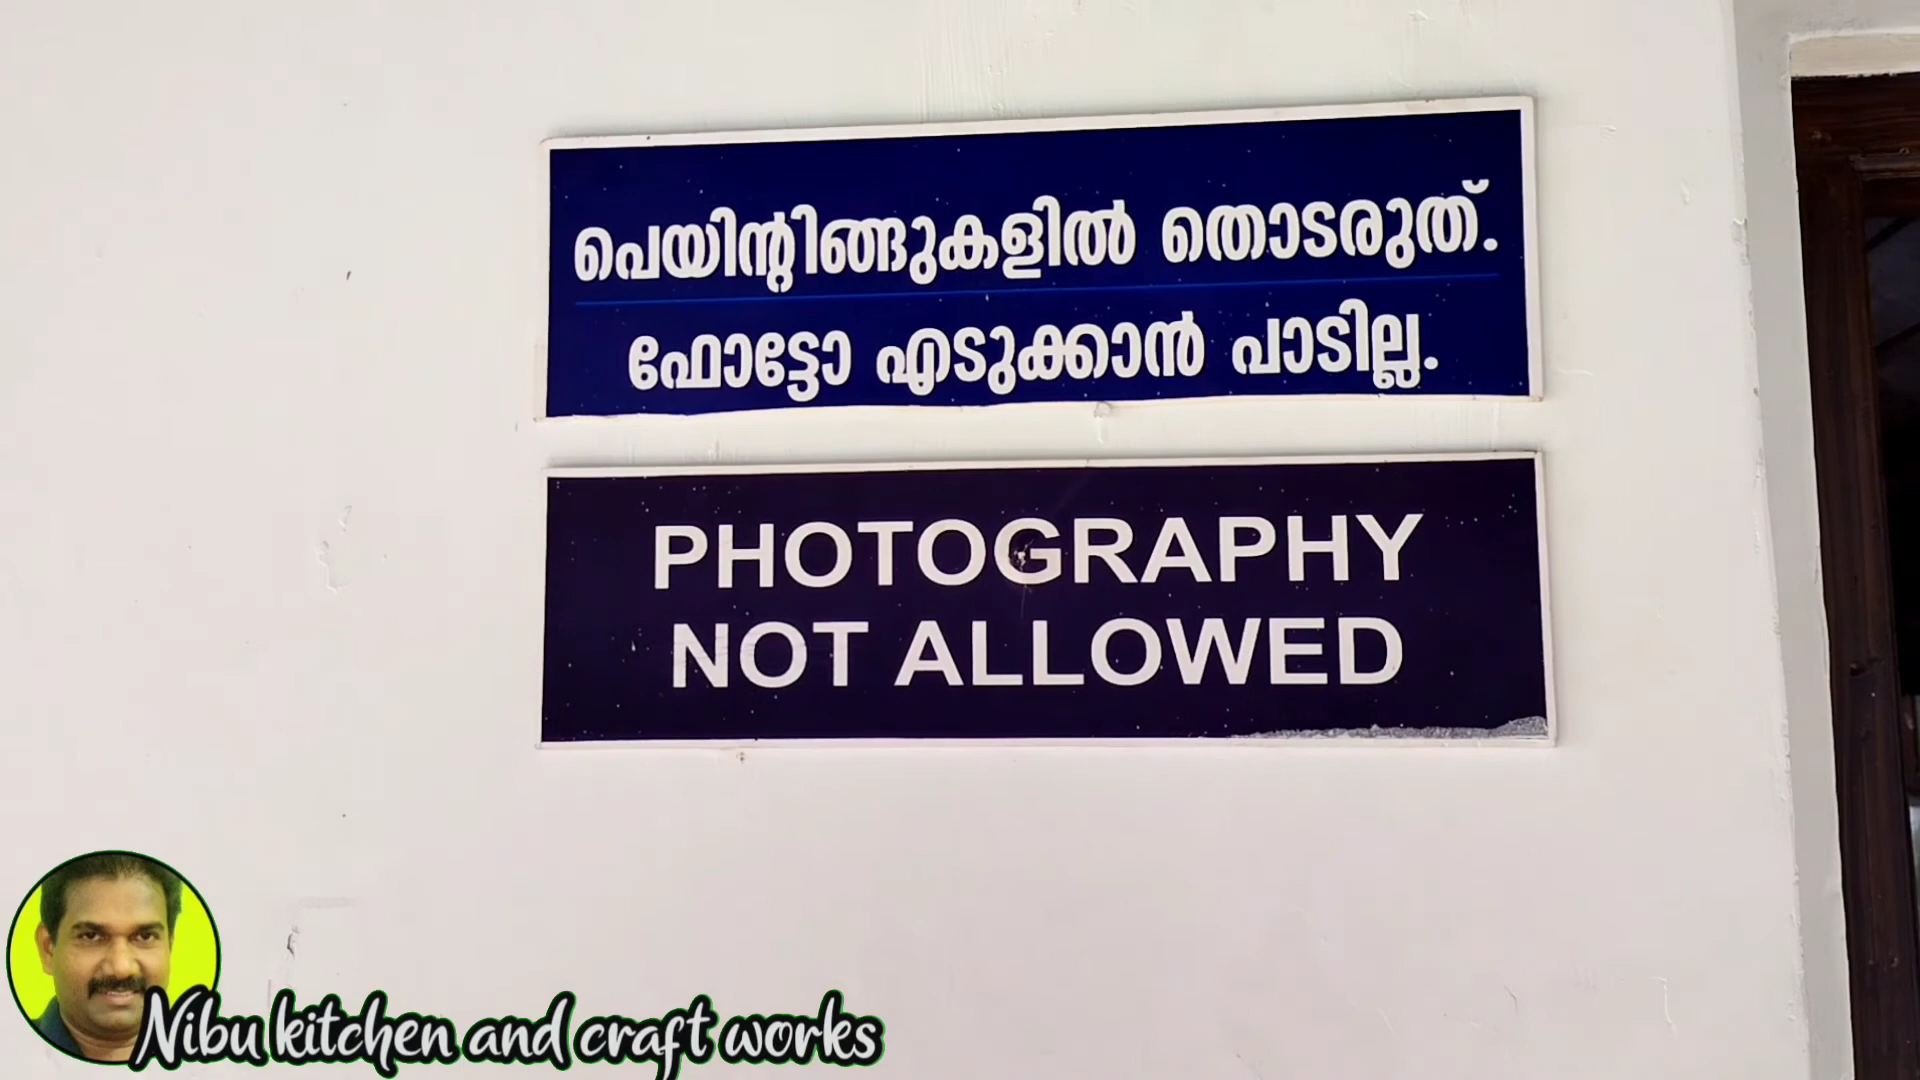 പെയിന്റിങ്ങുകളിൽ തൊടരുത്.
ഫോട്ടോ എടുക്കാൻ പാടില്ല.
PHOTOGRAPHY
NOT ALLOWED
Nibu kitchen and craft works